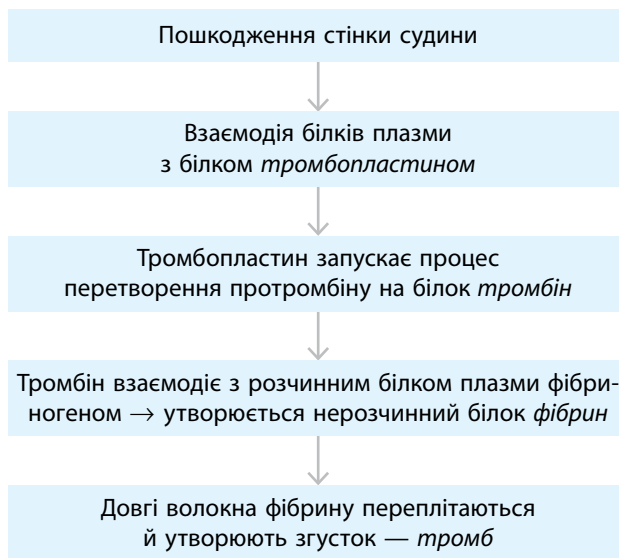 Пошкодження стінки судини
Взаємодія білків плазми
з білком тромбопластином
Тромбопластин запускає процес
перетворення протромбіну на білок тромбін
Тромбін взаємодіє з розчинним білком плазми фібри-
ногеном → утворюється нерозчинний білок фібрин
Довгі волокна фібрину переплітаються
й утворюють згусток — тромб